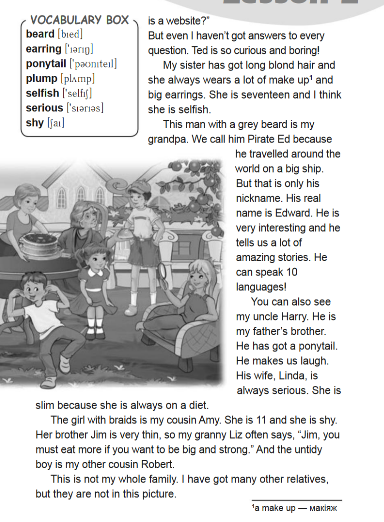 VOCABULARY BOX
beard [bɪəd]
earring [ˈɪərɪŋ]
ponytail [ˈpəʊnɪteɪl]
plump [plʌmp]
selfish [ˈselfɪʃ]
serious [ˈsɪərɪəs]
shy [ʃaɪ]
is a website?"
But even I haven't got answers to every
question. Ted is so curious and boring!
My sister has got long blond hair and
she always wears a lot of make up¹ and
big earrings. She is seventeen and I think
she is selfish.
This man with a grey beard is my
grandpa. We call him Pirate Ed because
he travelled around the
world on a big ship.
But that is only his
nickname. His real
name is Edward. He is
very interesting and he
tells us a lot of
amazing stories. He
can speak 10
languages!
You can also see
my uncle Harry. He is
my father's brother.
He has got a ponytail.
He makes us laugh.
His wife, Linda, is
always serious. She is
slim because she is always on a diet.
The girl with braids is my cousin Amy. She is 11 and she is shy.
Her brother Jim is very thin, so my granny Liz often says, "Jim, you
must eat more if you want to be big and strong." And the untidy
boy is my other cousin Robert.
This is not my whole family. I have got many other relatives,
but they are not in this picture.
¹a make up — макіяж